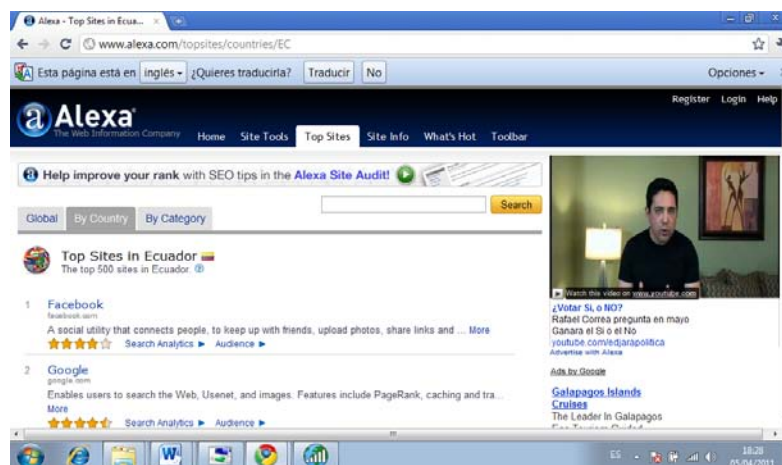 Alexa - Top Sites in Ecua...
www.alexa.com/topsites/countries/EC
Esta página está en inglés ¿Quieres traducirla? Traducir No Opciones
Register Login Help
Alexa
The Web Information Company
Home Site Tools Top Sites Site Info What's Hot Toolbar
Help improve your rank with SEO tips in the Alexa Site Audit!
Search
Global By Country By Category
Top Sites in Ecuador
The top 500 sites in Ecuador.
1 Facebook
facebook.com
A social utility that connects people, to keep up with friends, upload photos, share links and ... More
Search Analytics Audience
2 Google
google.com
Enables users to search the Web, Usenet, and images. Features include PageRank, caching and tra...
More
Search Analytics Audience
Watch this video on www.youtube.com
¿Votar Si, o NO?
Rafael Correa pregunta en mayo
Ganara el Si o el No
youtube.com/edjarapolitica
Advertise with Alexa
Ads by Google
Galapagos Islands
Cruises
The Leader In Galapagos
ES 18:28
05/04/2011